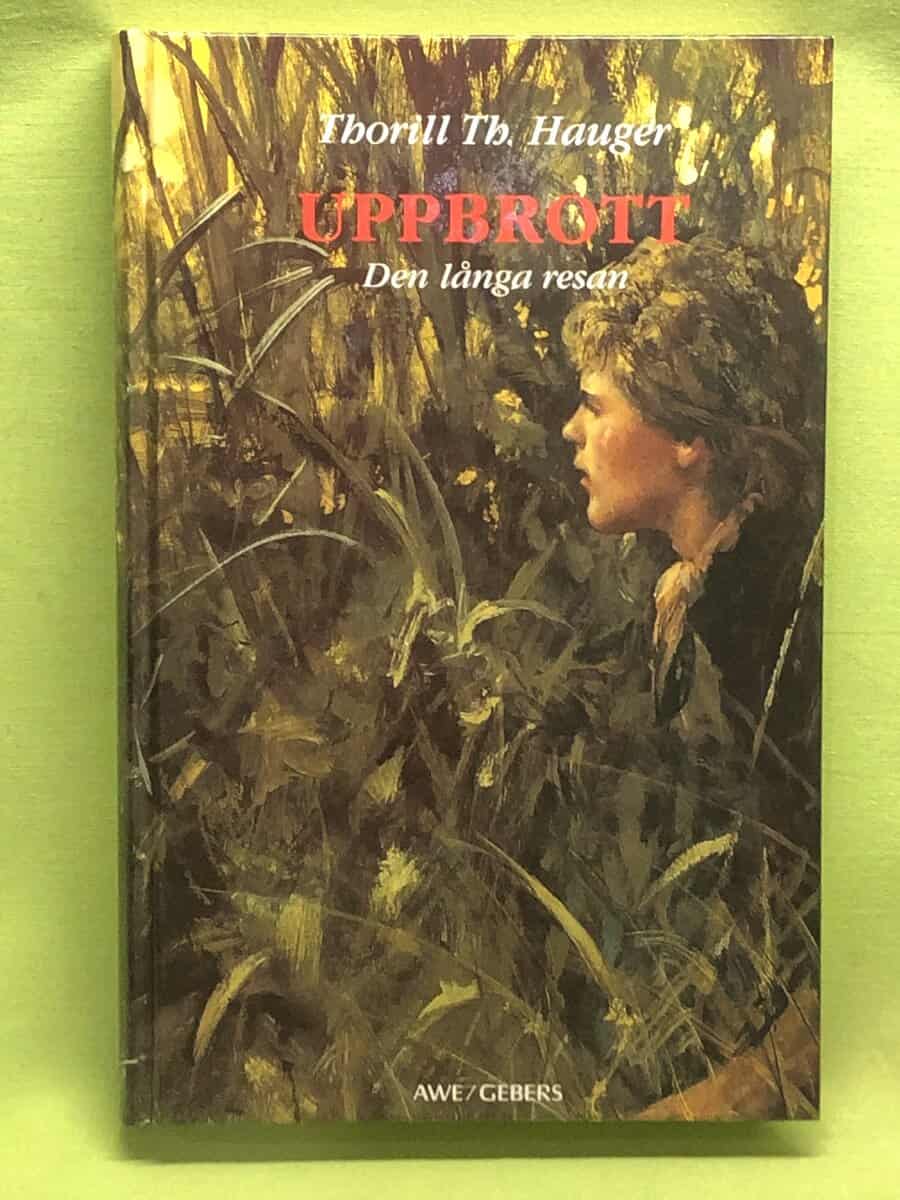 Thorill Th. Hauger
UPPBROTT
Den långa resan
AWE/GEBERS